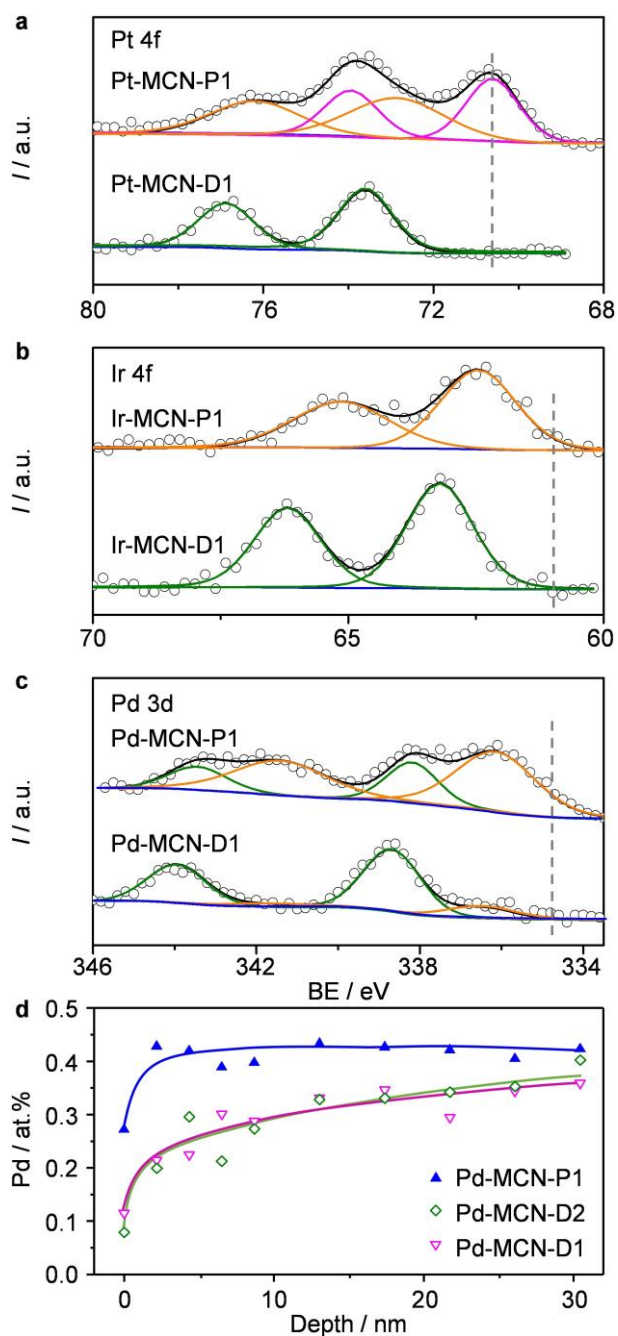 a
Pt 4f
Pt-MCN-P1
Pt-MCN-D1
I / a.u.
80 76 72 68
b
Ir 4f
Ir-MCN-P1
Ir-MCN-D1
I / a.u.
70 65 60
c
Pd 3d
Pd-MCN-P1
Pd-MCN-D1
I / a.u.
346 342 338 334
BE / eV
d
0.5
0.4
0.3
0.2
0.1
0.0
Pd / at.%
Pd-MCN-P1
Pd-MCN-D2
Pd-MCN-D1
0 10 20 30
Depth / nm